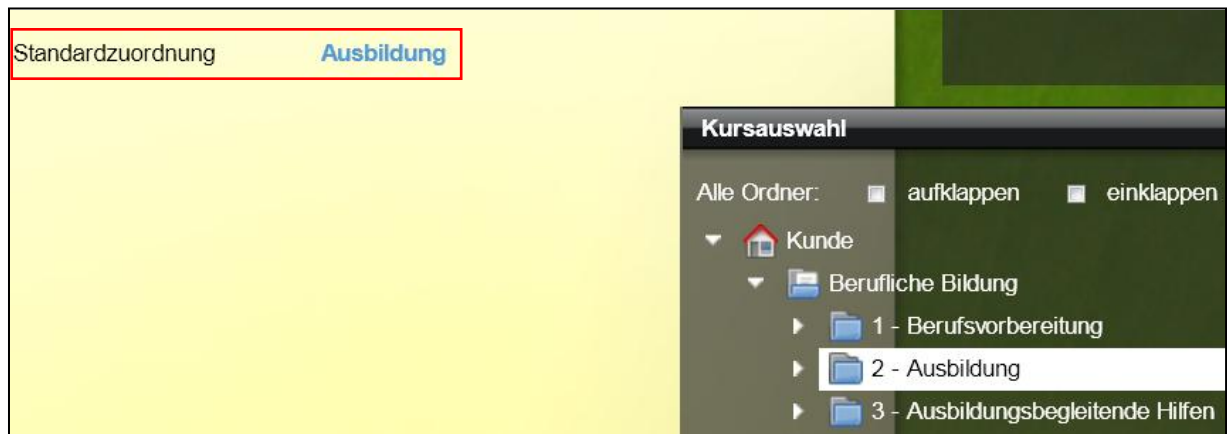 Standardzuordnung Ausbildung
Kursauswahl
Alle Ordner: aufklappen einklappen
Kunde
Berufliche Bildung
1 - Berufsvorbereitung
2 - Ausbildung
3 - Ausbildungsbegleitende Hilfen